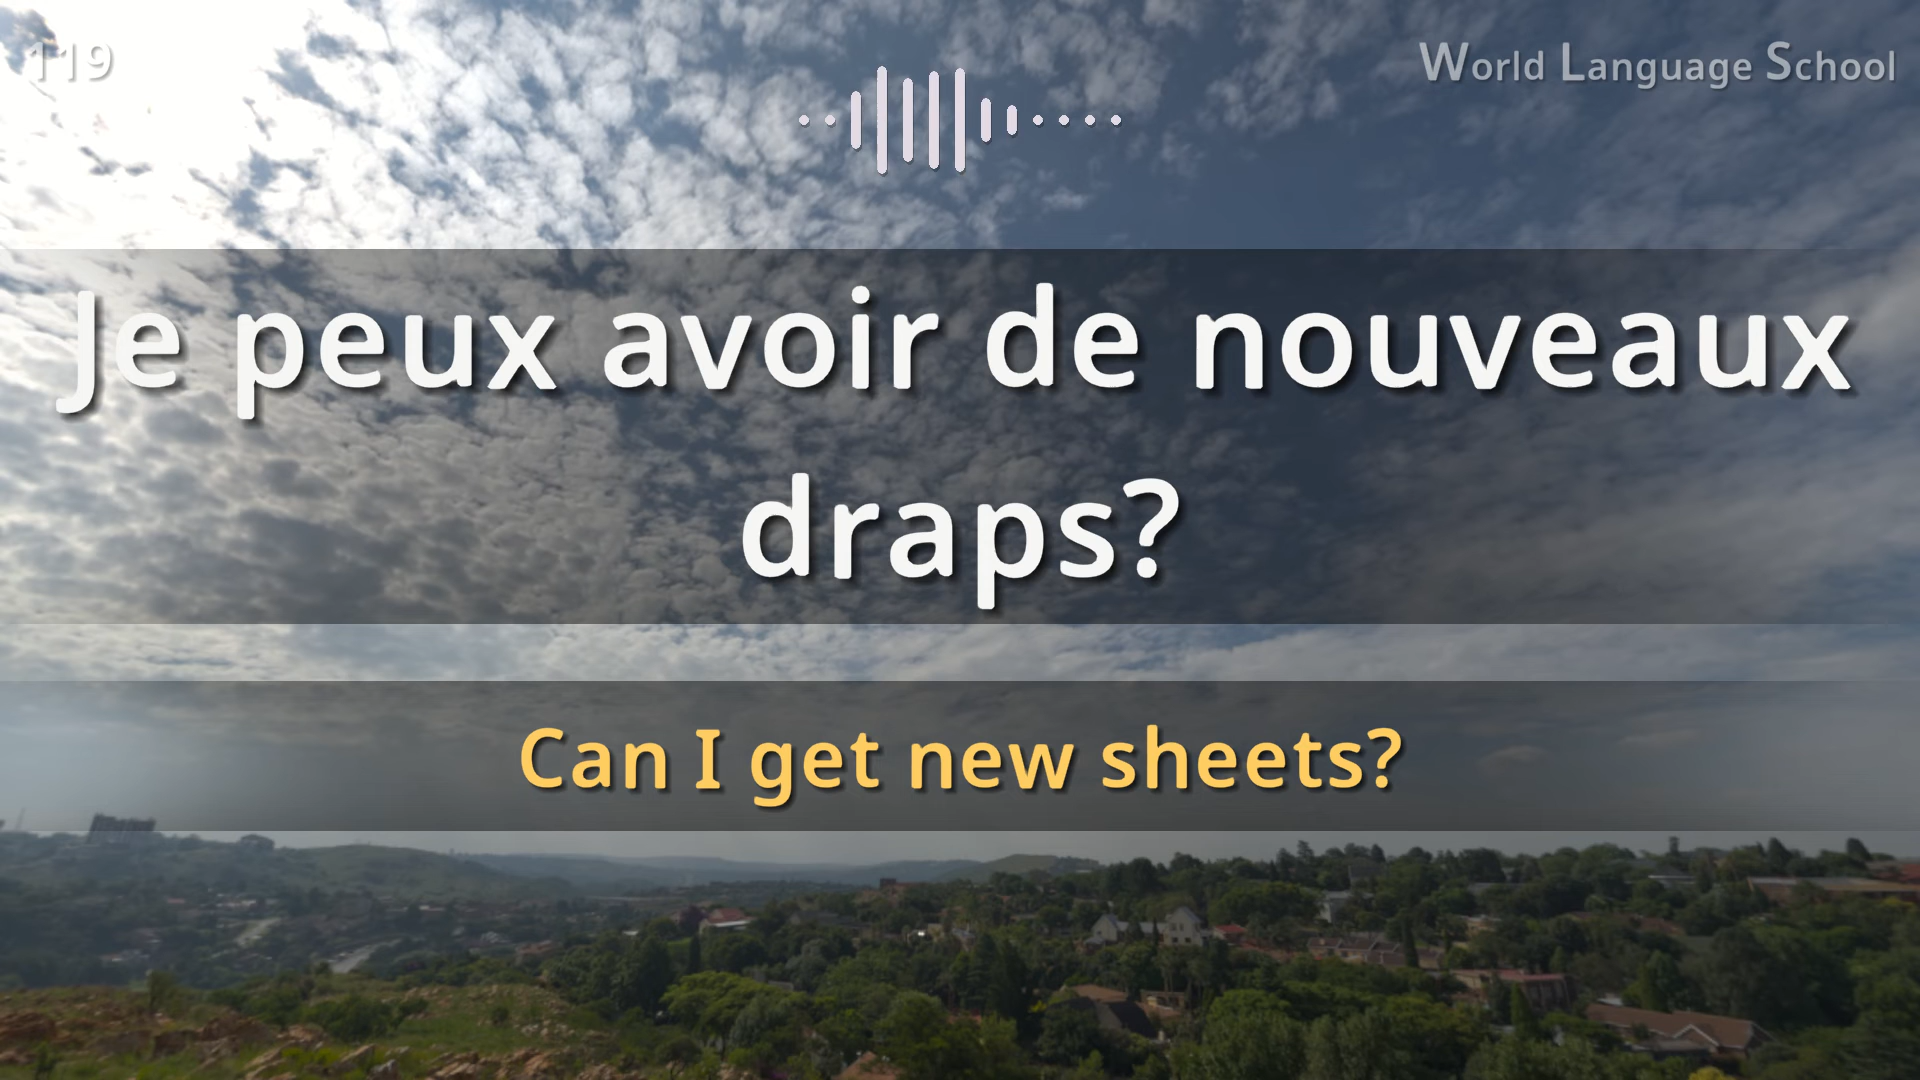 119
World Language School
Je peux avoir de nouveaux
draps?
Can I get new sheets?